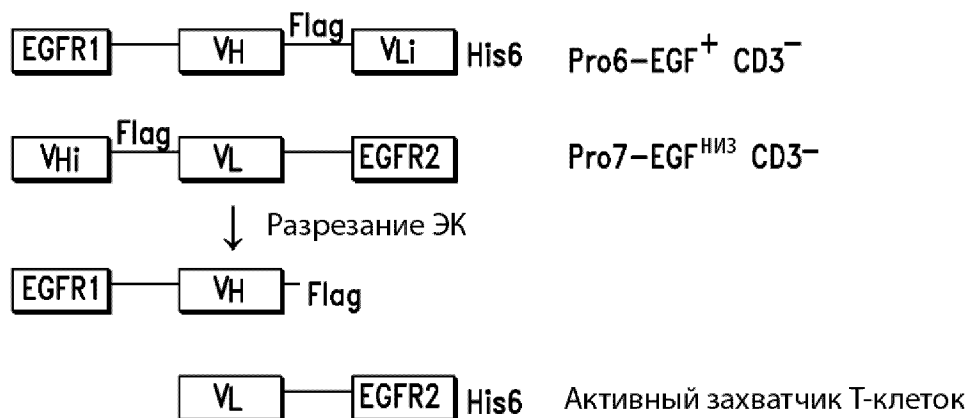 EGFR1 VH Flag VLi His6 Pro6-EGF+ CD3-
VHi Flag VL EGFR2 Pro7-EGFНИЗ CD3-
↓ Разрезание ЭК
EGFR1 VH Flag
VL EGFR2 His6 Активный захватчик Т-клеток